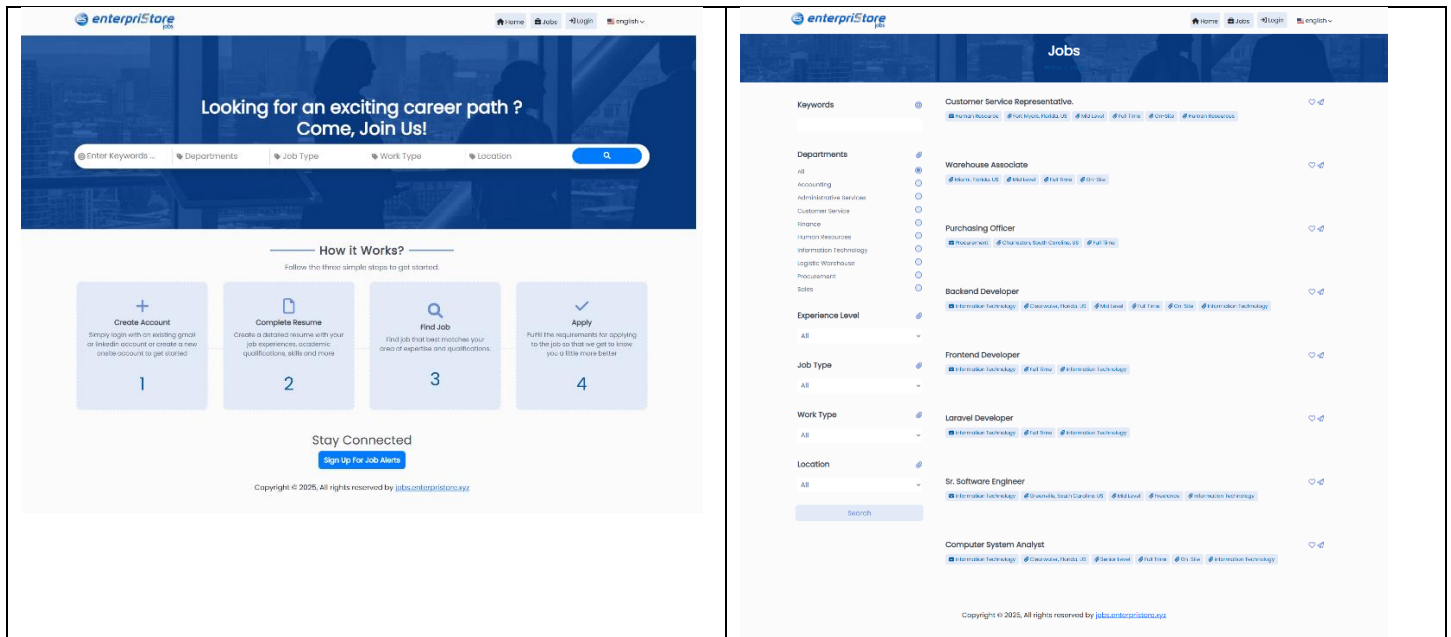 enterpriStore
jobs
Home Jobs Login english
Looking for an exciting career path ?
Come, Join Us!
Enter Keywords ... Departments Job Type Work Type Location
How it Works?
Follow the three simple steps to get started.
Create Account
Simply login with an existing gmail
or linkedin account or create a new
onsite account to get started
1
Complete Resume
Create a detailed resume with your
job experiences, academic
qualifications, skills and more
2
Find Job
Find job that best matches your
area of expertise and qualifications.
3
Apply
Fulfill the requirements for applying
to the job so that we get to know
you a little more better
4
Stay Connected
Sign Up For Job Alerts
Copyright © 2025, All rights reserved by jobs.enterpristore.xyz
enterpriStore
jobs
Home Jobs Login english
Jobs
Keywords
Departments
All
Accounting
Administrative Services
Customer Service
Finance
Human Resources
Information Technology
Logistic Warehouse
Procurement
Sales
Experience Level
All
Job Type
All
Work Type
All
Location
All
Search
Customer Service Representative.
Human Resource Fort Myers, Florida, US Mid Level Full Time On-Site Human Resources
Warehouse Associate
Miami, Florida, US Mid Level Full Time On-Site
Purchasing Officer
Procurement Charleston, South Carolina, US Full Time
Backend Developer
Information Technology Clearwater, Florida, US Mid Level Full Time On-Site Information Technology
Frontend Developer
Information Technology Full Time Information Technology
Laravel Developer
Information Technology Full Time Information Technology
Sr. Software Engineer
Information Technology Greenville, South Carolina, US Mid Level Freelance Information Technology
Computer System Analyst
Information Technology Clearwater, Florida, US Senior Level Full Time On-Site Information Technology
Copyright © 2025, All rights reserved by jobs.enterpristore.xyz